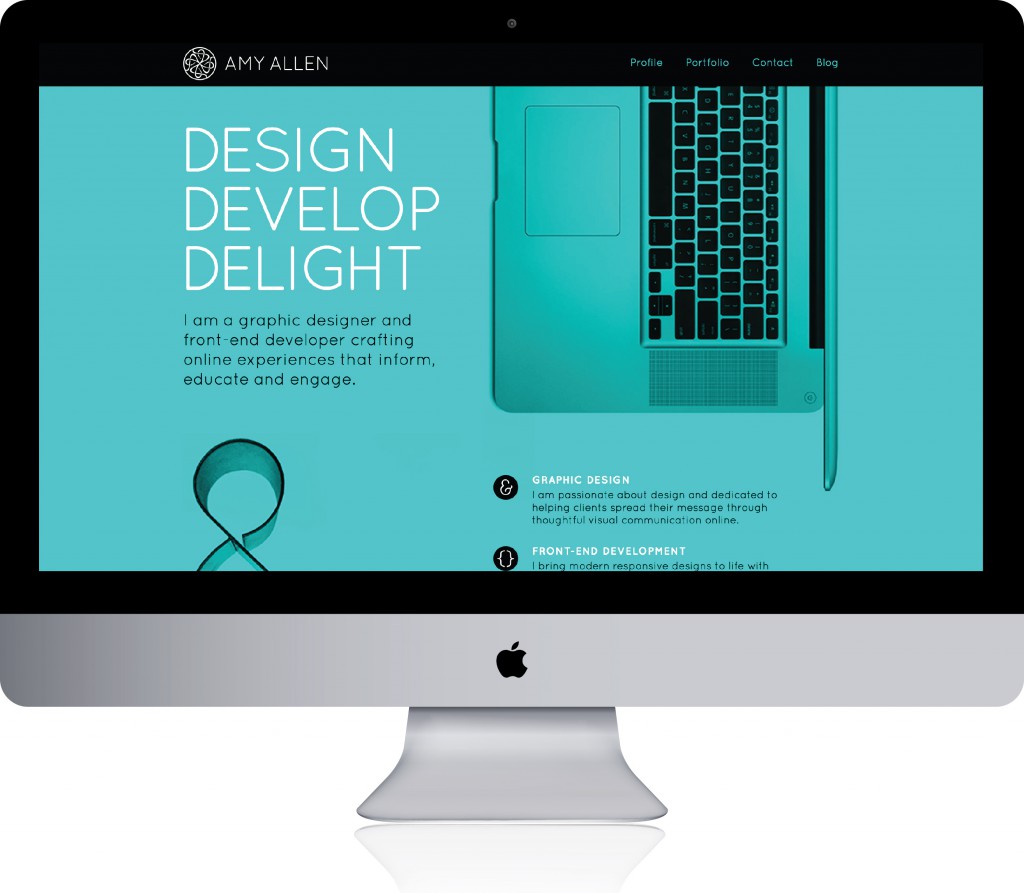 AMY ALLEN
Profile Portfolio Contact Blog
DESIGN
DEVELOP
DELIGHT
I am a graphic designer and
front-end developer crafting
online experiences that inform,
educate and engage.
&
GRAPHIC DESIGN
I am passionate about design and dedicated to
helping clients spread their message through
thoughtful visual communication online.
{}
FRONT-END DEVELOPMENT
I bring modern responsive designs to life with